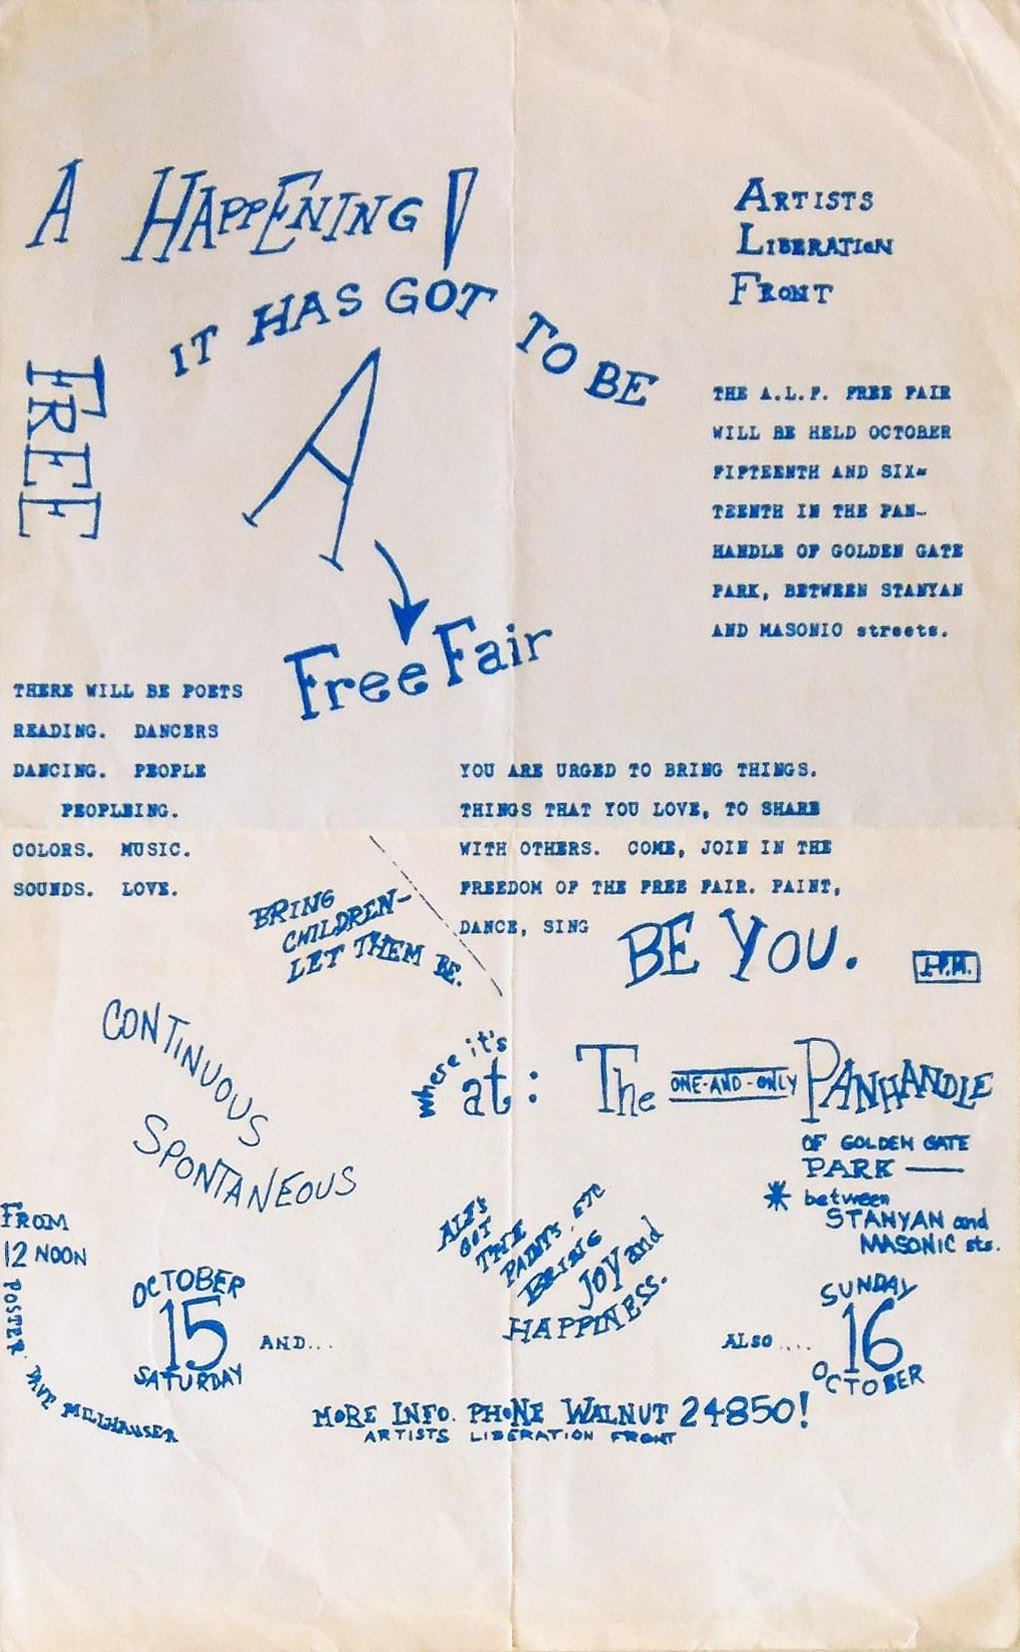 A HAPPENING!
ARTISTS
LIBERATION
FRONT
IT HAS GOT TO BE
FREE
A
Free Fair
THE A.L.F. FREE FAIR
WILL BE HELD OCTOBER
FIFTEENTH AND SIX-
TEENTH IN THE PAN-
HANDLE OF GOLDEN GATE
PARK, BETWEEN STANYAN
AND MASONIC streets.
THERE WILL BE POETS
READING. DANCERS
DANCING. PEOPLE
PEOPLEING.
COLORS. MUSIC.
SOUNDS. LOVE.
YOU ARE URGED TO BRING THINGS.
THINGS THAT YOU LOVE, TO SHARE
WITH OTHERS. COME, JOIN IN THE
FREEDOM OF THE FREE FAIR. PAINT,
DANCE, SING
BE YOU.
BRING
CHILDREN-
LET THEM BE.
CONTINUOUS
SPONTANEOUS
where it's
at: The ONE-AND-ONLY PANHANDLE
OF GOLDEN GATE
PARK —
* between
STANYAN and
MASONIC sts.
FROM
12 NOON
ALF'S
GOT
THE
PAINTS ETC
BRING
JOY and
HAPPINESS.
OCTOBER
15
SATURDAY
AND...
ALSO ....
SUNDAY
16
OCTOBER
POSTER. DAVE MILLHAUSER
MORE INFO. PHONE WALNUT 24850!
ARTISTS LIBERATION FRONT